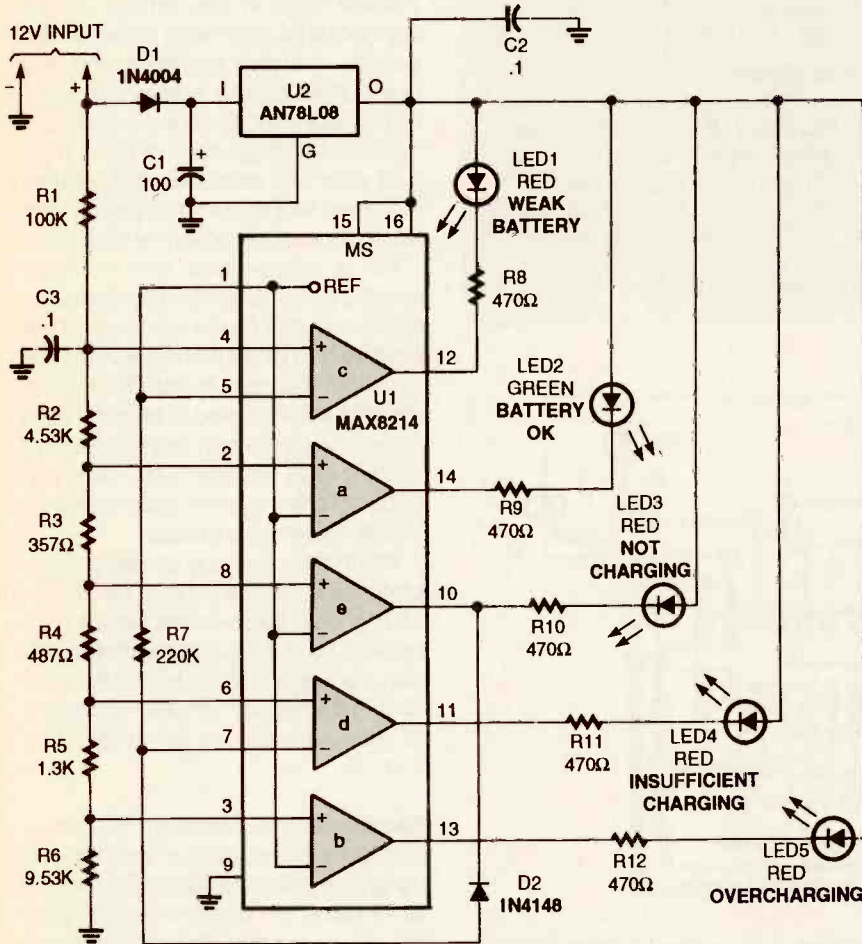 12V INPUT
−
+
D1
1N4004
I
U2
AN78L08
O
G
C1
100
+
C2
.1
R1
100K
LED1
RED
WEAK
BATTERY
15
16
MS
1
REF
R8
470Ω
C3
.1
4
+
c
12
5
−
U1
MAX8214
LED2
GREEN
BATTERY
OK
R2
4.53K
2
+
a
14
−
R9
470Ω
R3
357Ω
LED3
RED
NOT
CHARGING
8
+
e
10
−
R10
470Ω
R4
487Ω
R7
220K
6
+
d
11
7
−
R11
470Ω
LED4
RED
INSUFFICIENT
CHARGING
R5
1.3K
3
+
b
13
−
R12
470Ω
LED5
RED
OVERCHARGING
R6
9.53K
9
D2
1N4148